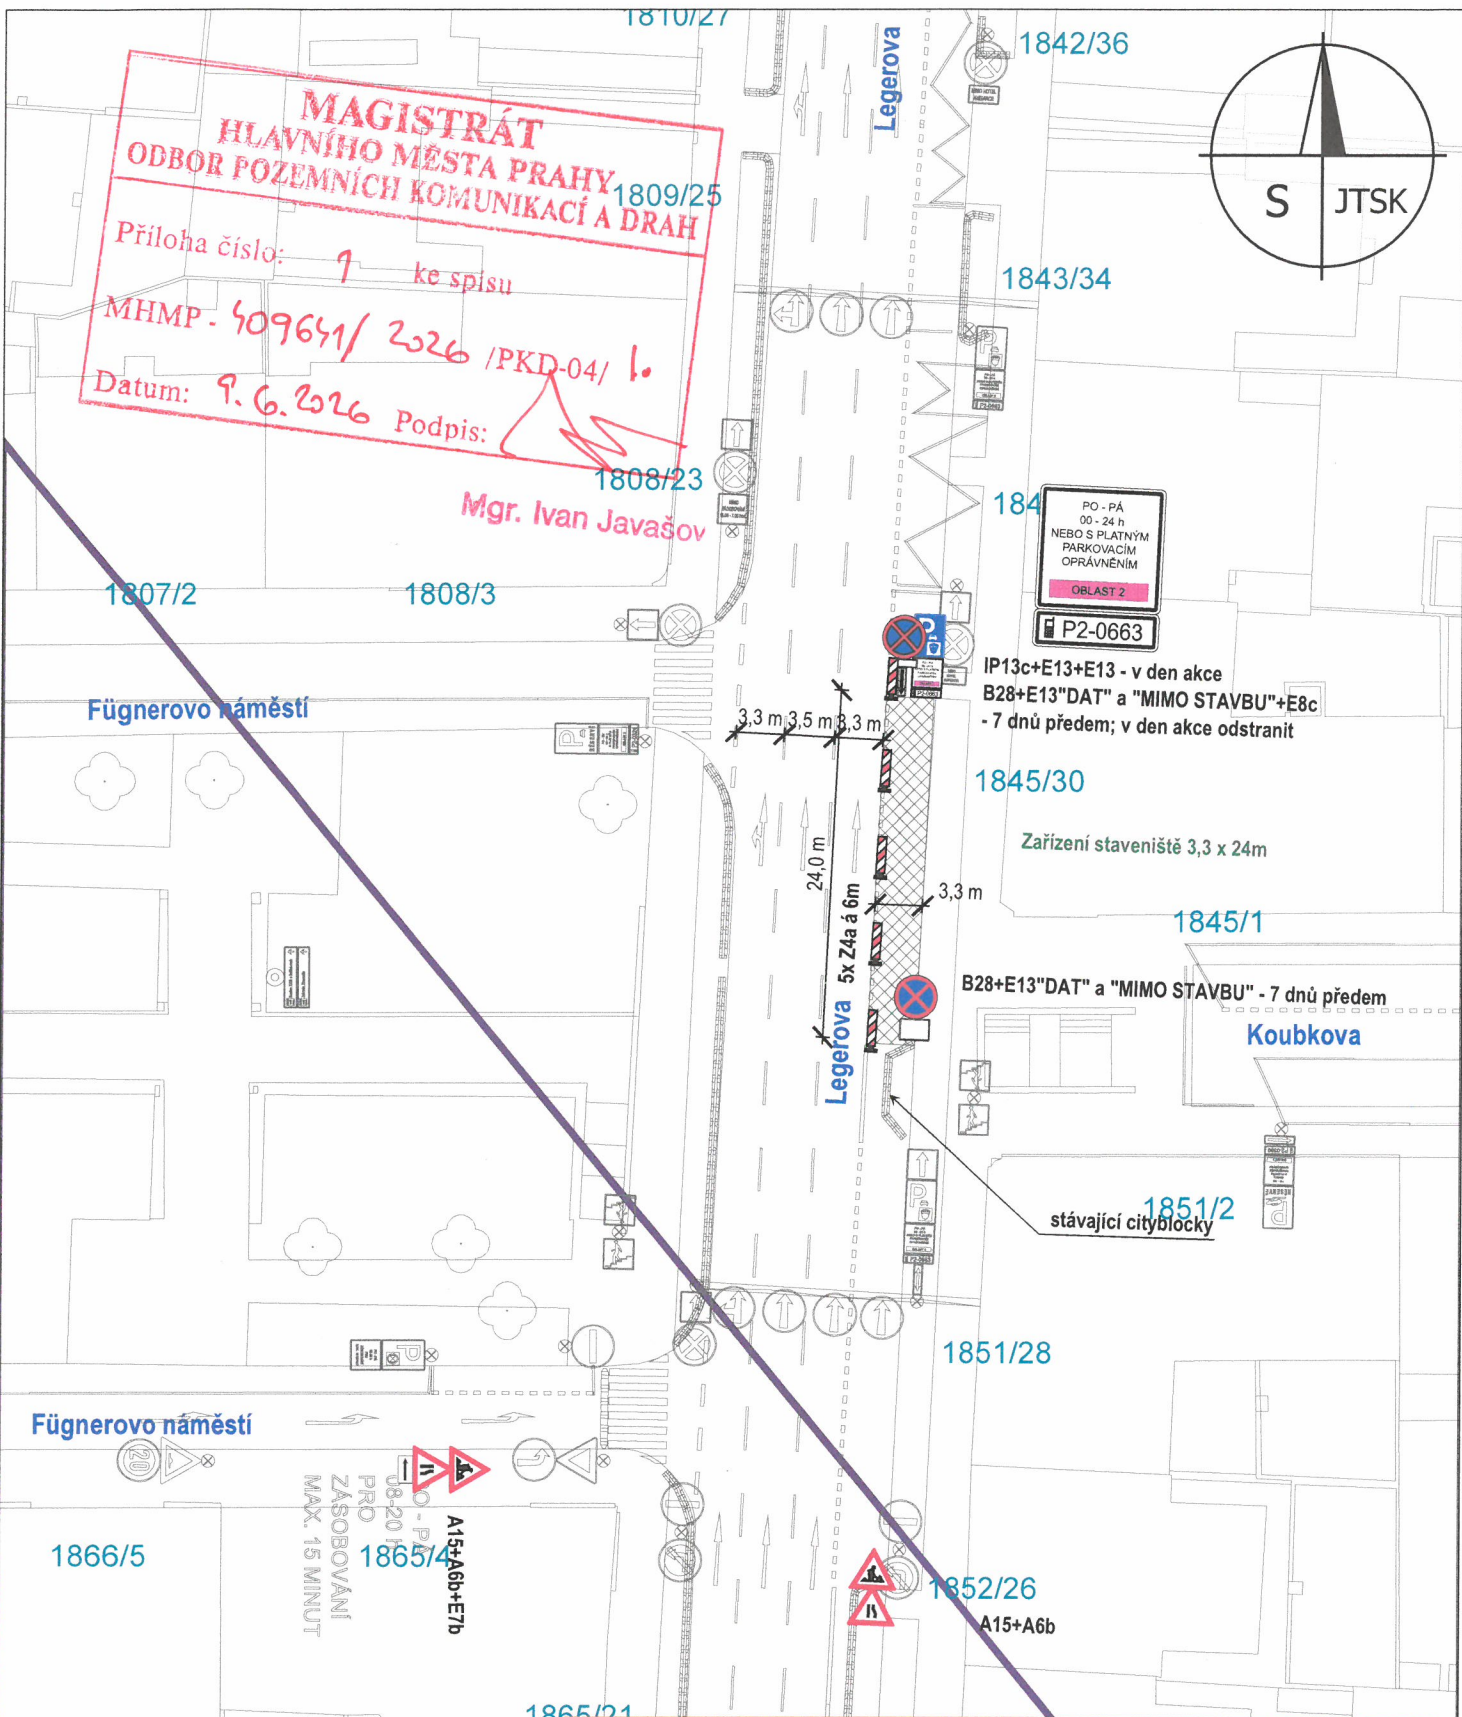 1810/27
Legerova
1842/36
MAGISTRÁT
HLAVNÍHO MĚSTA PRAHY
ODBOR POZEMNÍCH KOMUNIKACÍ A DRAH
1809/25
Příloha číslo: 1 ke spisu
MHMP - 409641/ 2026 /PKD-04/ 1.
Datum: 9. 6. 2026 Podpis:
Mgr. Ivan Javašov
S JTSK
1843/34
1808/23
184
PO - PÁ
00 - 24 h
NEBO S PLATNÝM
PARKOVACÍM
OPRÁVNĚNÍM
OBLAST 2
P2-0663
1807/2
1808/3
IP13c+E13+E13 - v den akce
B28+E13"DAT" a "MIMO STAVBU"+E8c
- 7 dnů předem; v den akce odstranit
Fügnerovo náměstí
3,3 m 3,5 m 3,3 m
1845/30
Zařízení staveniště 3,3 x 24m
24,0 m
5x Z4a á 6m
3,3 m
1845/1
B28+E13"DAT" a "MIMO STAVBU" - 7 dnů předem
Legerova
Koubkova
1851/2
stávající cityblocky
1851/28
Fügnerovo náměstí
20
O - PÁ
08-20 h
PRO
ZÁSOBOVÁNÍ
MAX. 15 MINUT
A15+A6b+E7b
1866/5
1865/4
1852/26
A15+A6b
1865/21